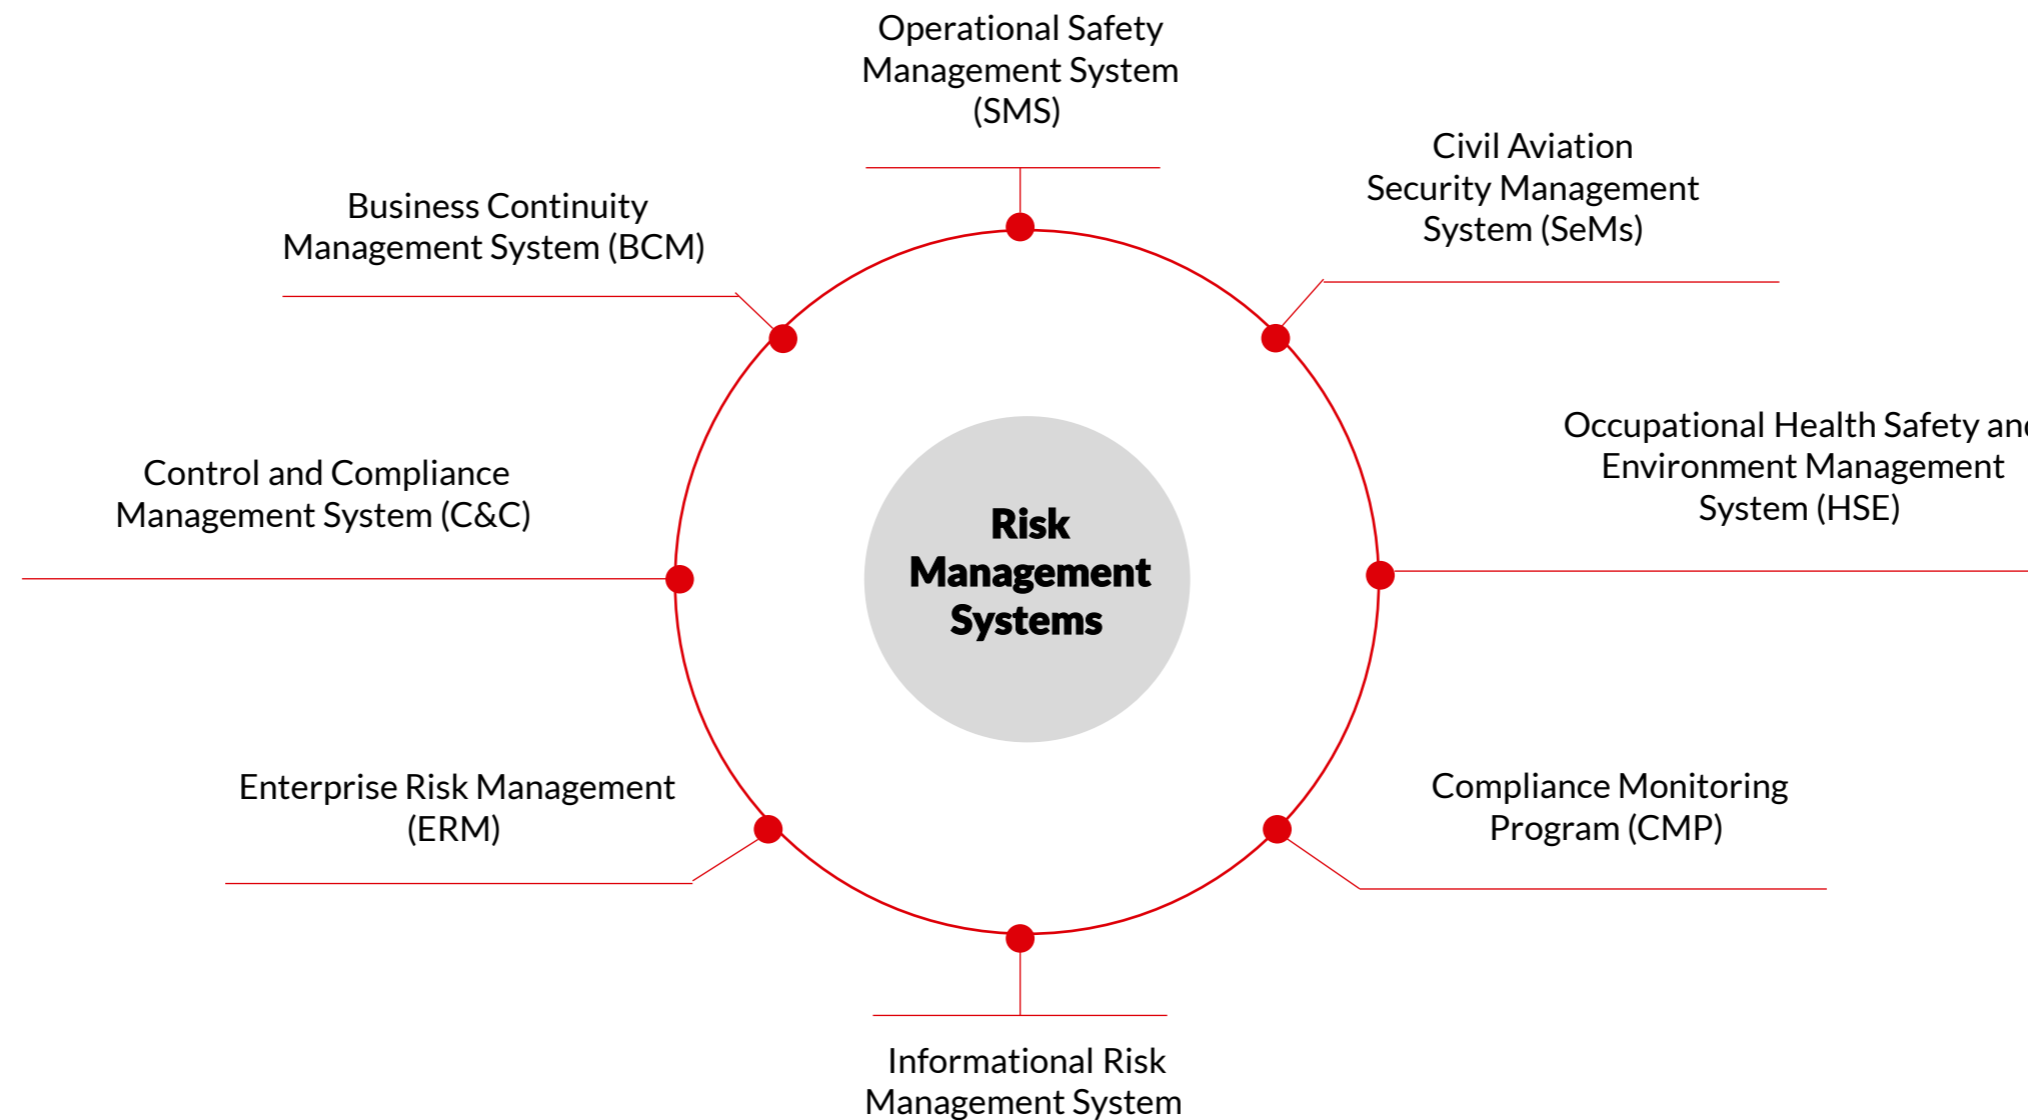 Operational Safety
Management System
(SMS)
Civil Aviation
Security Management
System (SeMs)
Business Continuity
Management System (BCM)
Occupational Health Safety and
Environment Management
System (HSE)
Control and Compliance
Management System (C&C)
Risk
Management
Systems
Enterprise Risk Management
(ERM)
Compliance Monitoring
Program (CMP)
Informational Risk
Management System